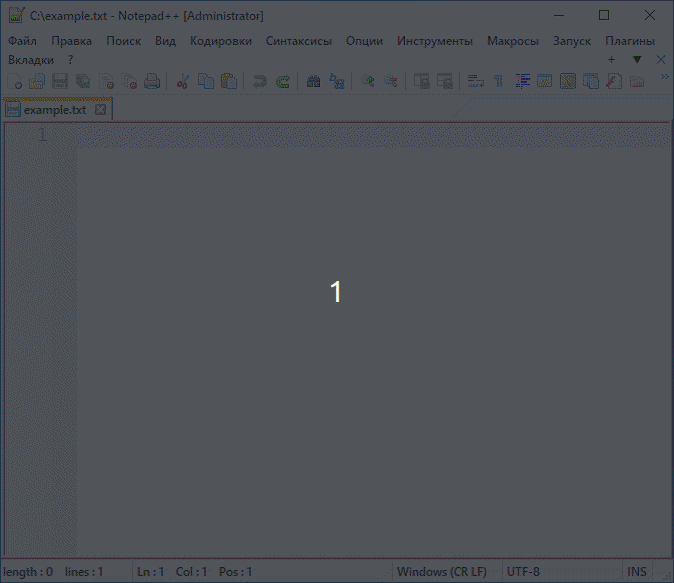 C:\example.txt - Notepad++ [Administrator]
Файл Правка Поиск Вид Кодировки Синтаксисы Опции Инструменты Макросы Запуск Плагины
Вкладки ? + ▼ X
example.txt
1
1
length : 0 lines : 1 Ln : 1 Col : 1 Pos : 1 Windows (CR LF) UTF-8 INS